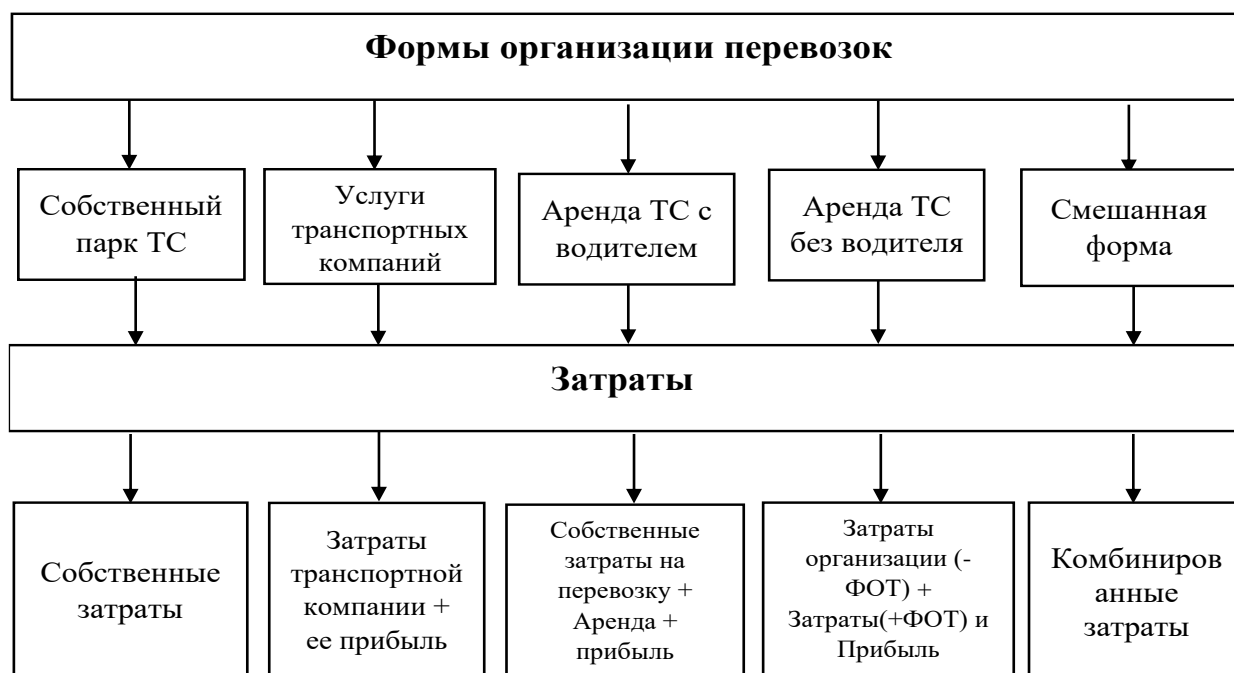 Формы организации перевозок
Собственный
парк ТС
Услуги
транспортных
компаний
Аренда ТС с
водителем
Аренда ТС
без водителя
Смешанная
форма
Затраты
Собственные
затраты
Затраты
транспортной
компании +
ее прибыль
Собственные
затраты на
перевозку +
Аренда +
прибыль
Затраты
организации (-
ФОТ) +
Затраты(+ФОТ) и
Прибыль
Комбиниров
анные
затраты